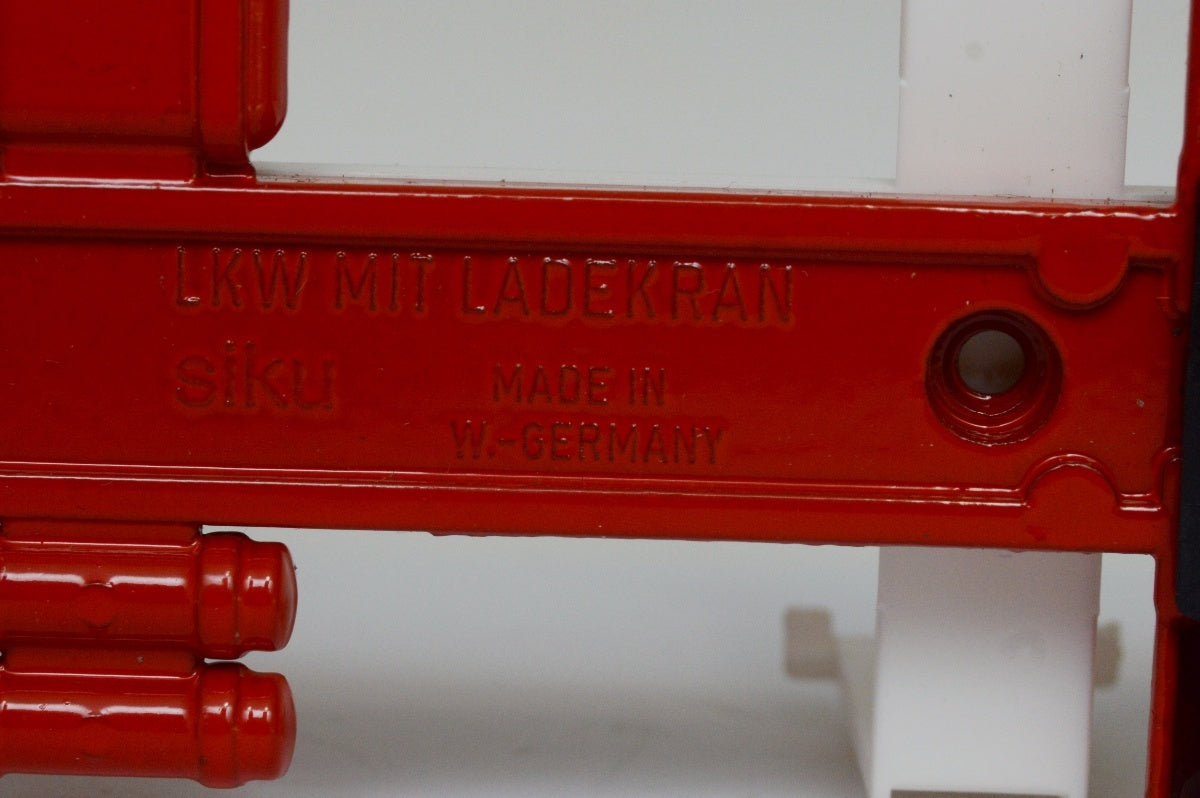 LKW MIT LADEKRAN
siku
MADE IN
W.-GERMANY